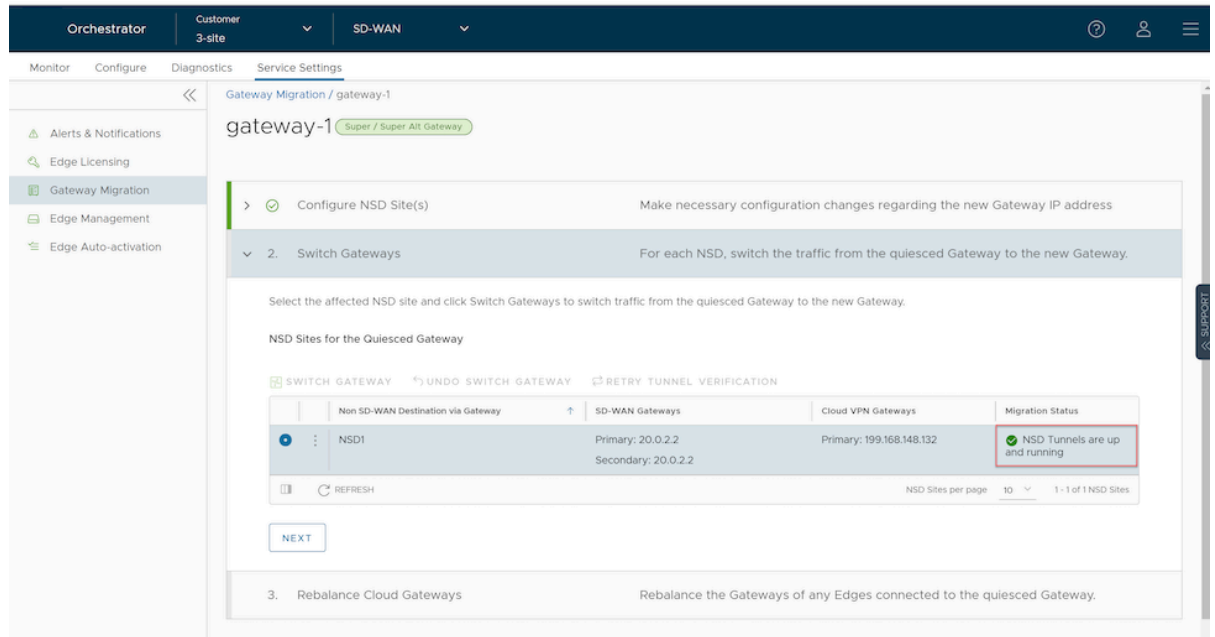 Orchestrator
Customer
3-site
SD-WAN
Monitor
Configure
Diagnostics
Service Settings
Alerts & Notifications
Edge Licensing
Gateway Migration
Edge Management
Edge Auto-activation
Gateway Migration / gateway-1
gateway-1 Super / Super Alt Gateway
Configure NSD Site(s)
Make necessary configuration changes regarding the new Gateway IP address
2. Switch Gateways
For each NSD, switch the traffic from the quiesced Gateway to the new Gateway.
Select the affected NSD site and click Switch Gateways to switch traffic from the quiesced Gateway to the new Gateway.
NSD Sites for the Quiesced Gateway
SWITCH GATEWAY
UNDO SWITCH GATEWAY
RETRY TUNNEL VERIFICATION
Non SD-WAN Destination via Gateway
SD-WAN Gateways
Cloud VPN Gateways
Migration Status
NSD1
Primary: 20.0.2.2
Secondary: 20.0.2.2
Primary: 199.168.148.132
NSD Tunnels are up
and running
REFRESH
NSD Sites per page 10
1 - 1 of 1 NSD Sites
NEXT
3. Rebalance Cloud Gateways
Rebalance the Gateways of any Edges connected to the quiesced Gateway.
SUPPORT